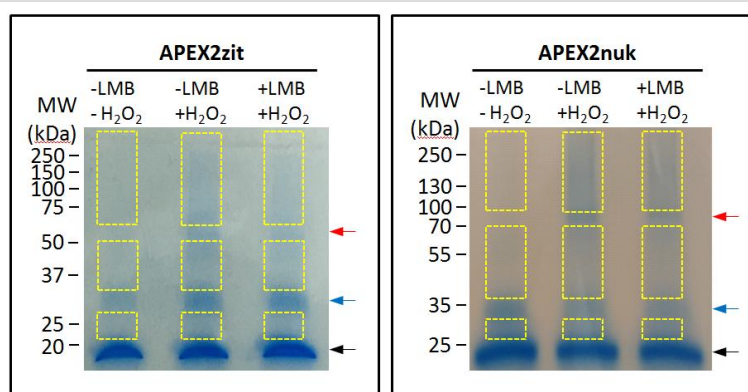 APEX2zit
-LMB -LMB +LMB
- H₂O₂ +H₂O₂ +H₂O₂
MW
(kDa)
250
150
100
75
50
37
25
20
APEX2nuk
-LMB -LMB +LMB
- H₂O₂ +H₂O₂ +H₂O₂
MW
(kDa)
250
130
100
70
55
35
25